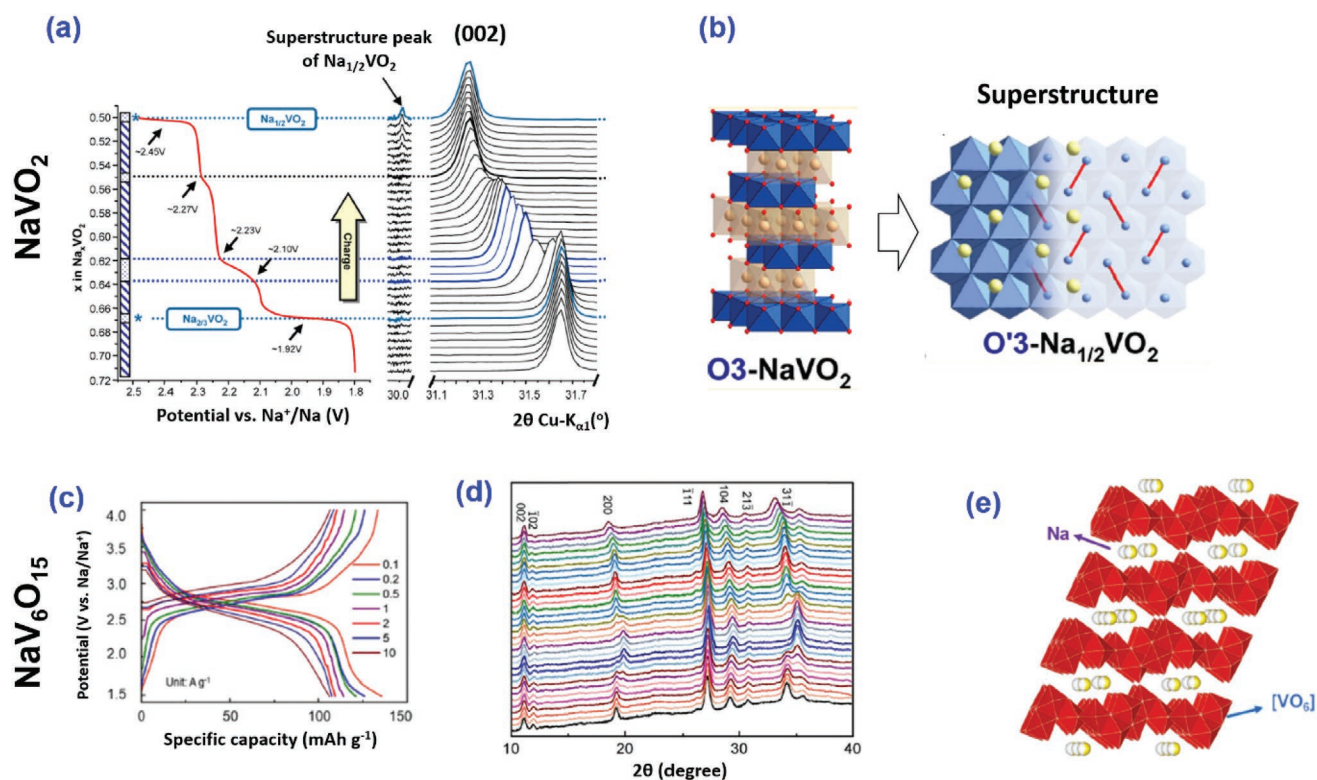 (a)
Superstructure peak
of Na1/2VO2
(002)
NaVO2
x in NaxVO2
0.50
0.52
0.54
0.56
0.58
0.60
0.62
0.64
0.66
0.68
0.70
0.72
*
Na1/2VO2
~2.45V
~2.27V
~2.23V
~2.10V
Charge
*
Na2/3VO2
~1.92V
2.5 2.4 2.3 2.2 2.1 2.0 1.9 1.8
30.0
31.1 31.3 31.5 31.7
Potential vs. Na+/Na (V)
2θ Cu-Kα1(°)
(b)
Superstructure
O3-NaVO2
O'3-Na1/2VO2
NaV6O15
(c)
Potential (V vs. Na/Na+)
4.0
3.5
3.0
2.5
2.0
1.5
0.1
0.2
0.5
1
2
5
10
Unit: Ag-1
0 50 100 150
Specific capacity (mAh g-1)
(d)
002
1̄02
200
1̄11
104
213̄
311̄
10 20 30 40
2θ (degree)
(e)
Na
[VO6]